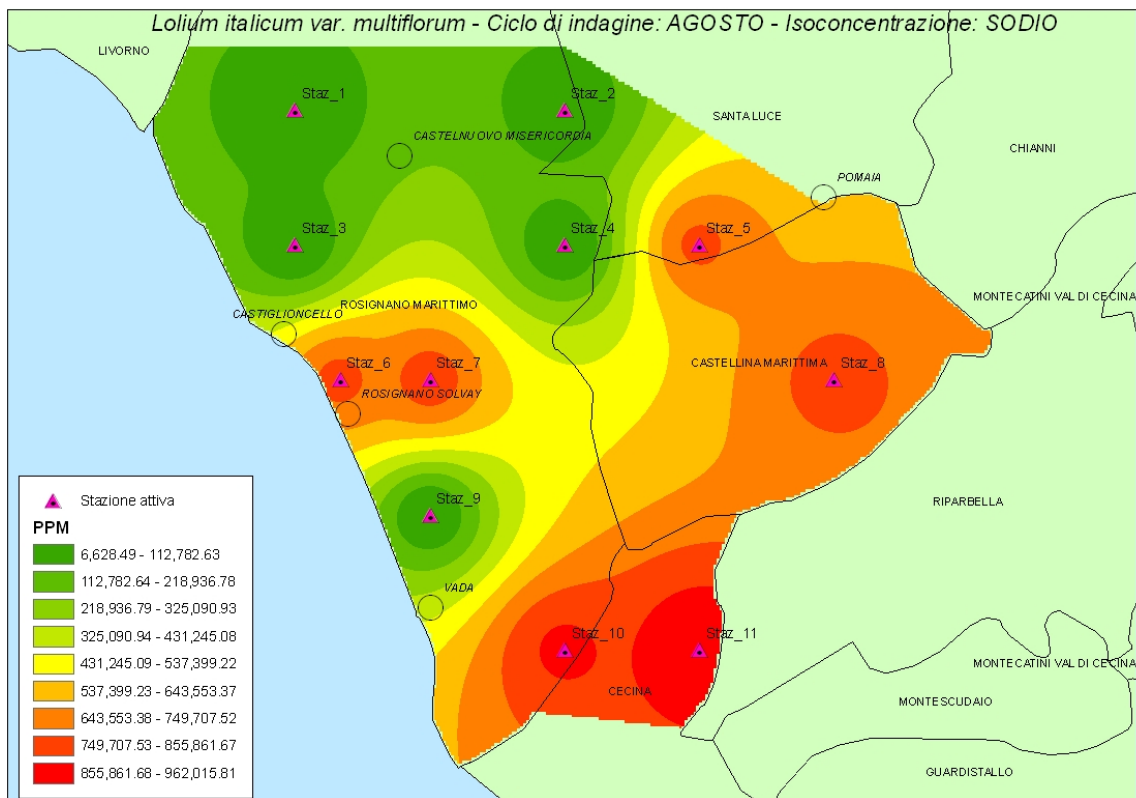 Lolium italicum var. multiflorum - Ciclo di indagine: AGOSTO - Isoconcentrazione: SODIO
LIVORNO
Staz_1
Staz_2
SANTA LUCE
CASTELNUOVO MISERICORDIA
CHIANNI
POMAIA
Staz_3
Staz_4
Staz_5
MONTECATINI VAL DI CECINA
ROSIGNANO MARITTIMO
CASTIGLIONCELLO
Staz_6
Staz_7
CASTELLINA MARITTIMA
Staz_8
ROSIGNANO SOLVAY
Staz_9
RIPARBELLA
VADA
Staz_10
Staz_11
MONTECATINI VAL DI CECINA
CECINA
MONTESCUDAIO
GUARDISTALLO
Stazione attiva
PPM
6,628.49 - 112,782.63
112,782.64 - 218,936.78
218,936.79 - 325,090.93
325,090.94 - 431,245.08
431,245.09 - 537,399.22
537,399.23 - 643,553.37
643,553.38 - 749,707.52
749,707.53 - 855,861.67
855,861.68 - 962,015.81